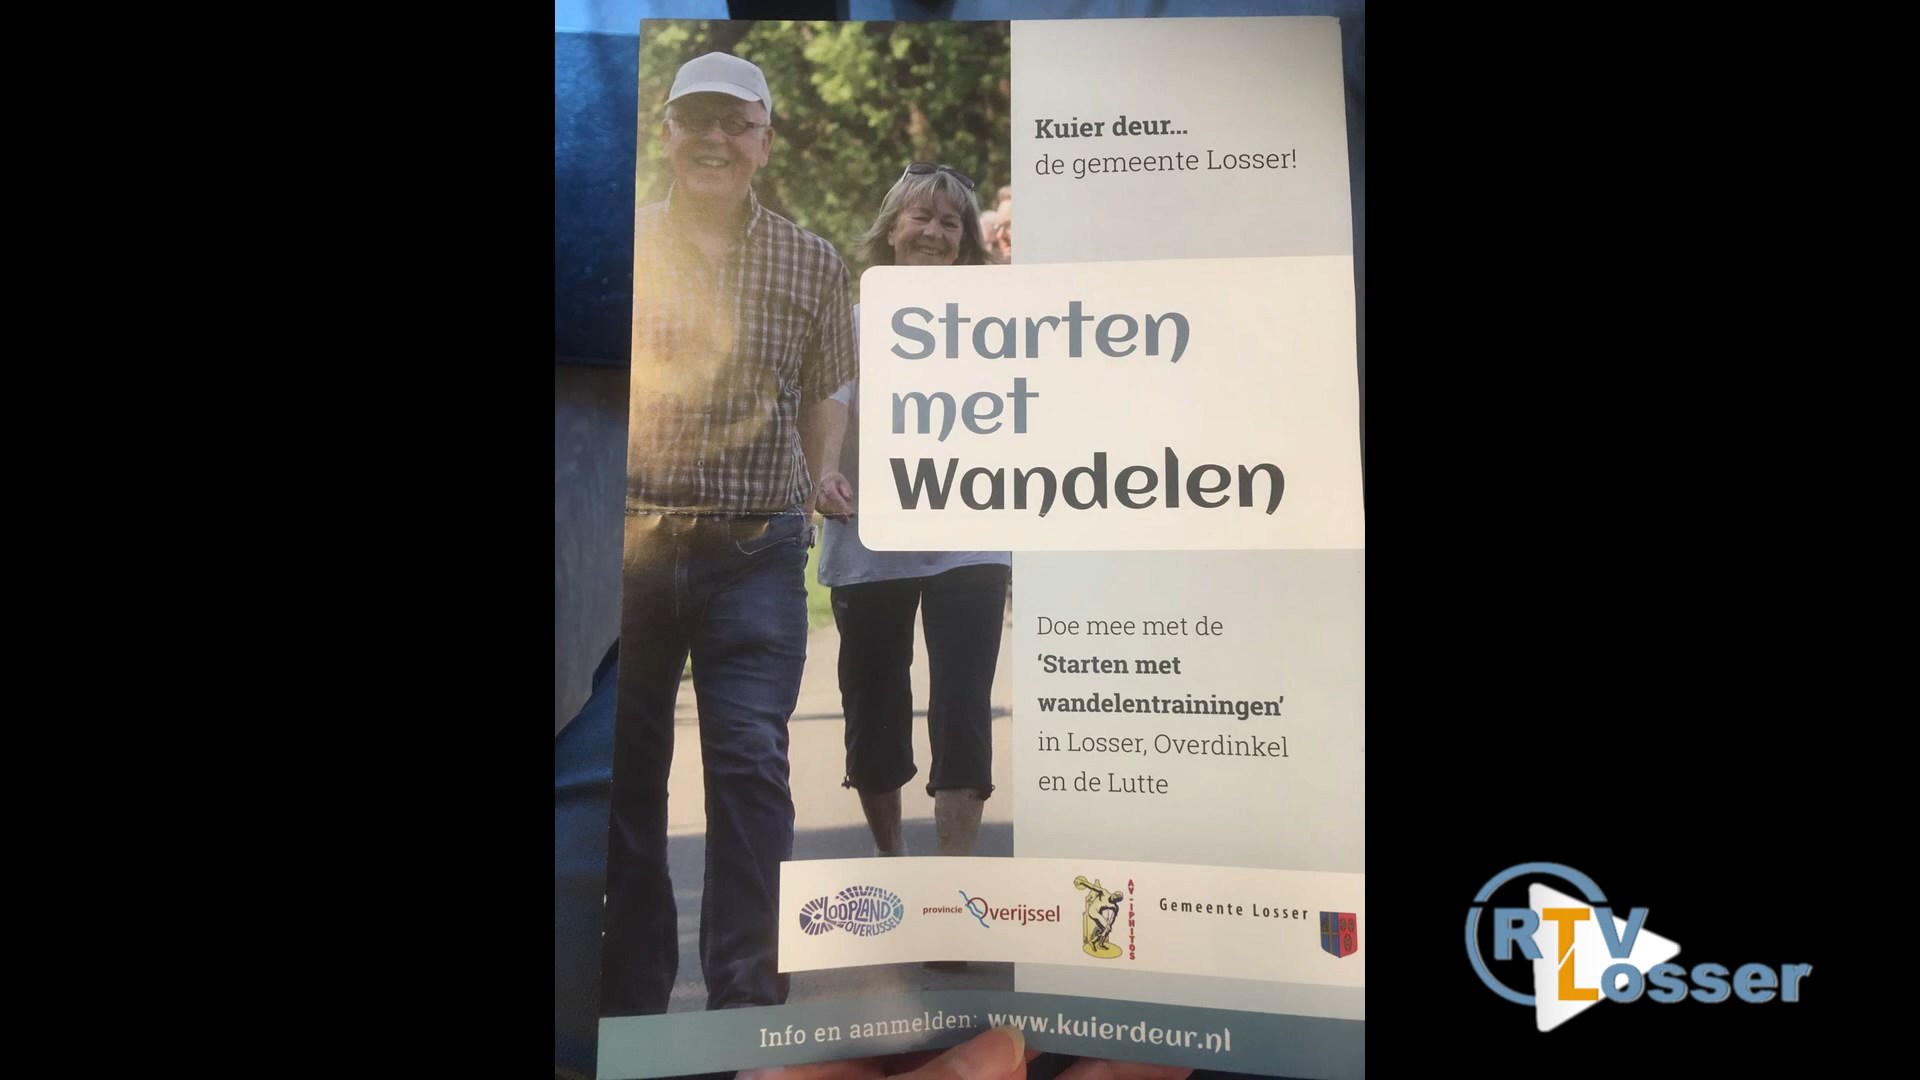 Kuier deur...
de gemeente Losser!
Starten
met
Wandelen
Doe mee met de
‘Starten met
wandelentrainingen’
in Losser, Overdinkel
en de Lutte
LOOPLAND
OVERIJSSEL
provincie Overijssel
AV-IPHITOS
Gemeente Losser
Info en aanmelden: www.kuierdeur.nl
RTV
Losser